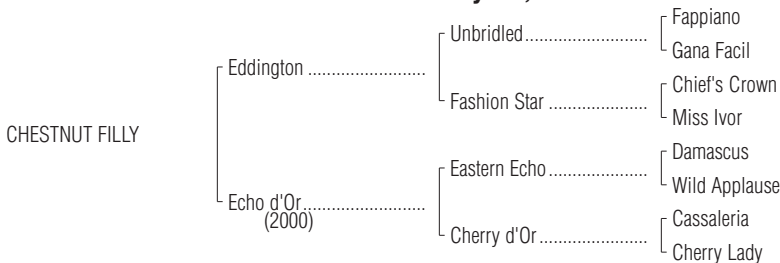 Fappiano
Unbridled
Gana Facil
Eddington
Chief's Crown
Fashion Star
Miss Ivor
CHESTNUT FILLY
Damascus
Eastern Echo
Wild Applause
Echo d'Or
(2000)
Cassaleria
Cherry d'Or
Cherry Lady